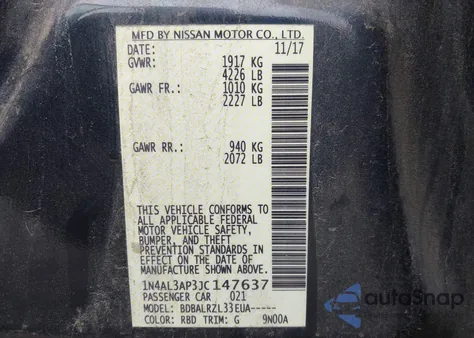 MFD BY NISSAN MOTOR CO., LTD.
DATE: 11/17
GVWR: 1917 KG
4226 LB
GAWR FR.: 1010 KG
2227 LB
GAWR RR.: 940 KG
2072 LB
THIS VEHICLE CONFORMS TO
ALL APPLICABLE FEDERAL
MOTOR VEHICLE SAFETY,
BUMPER, AND THEFT
PREVENTION STANDARDS IN
EFFECT ON THE DATE OF
MANUFACTURE SHOWN ABOVE.
1N4AL3AP3JC147637
PASSENGER CAR 021
MODEL: BDBALRZL33EUA-----
COLOR: RBD TRIM: G 9N00A
autoSnap